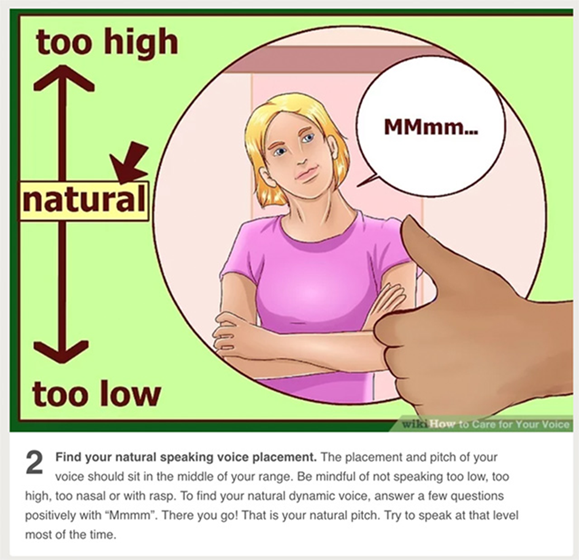 too high
MMmm...
natural
too low
wikiHow to Care for Your Voice
2 Find your natural speaking voice placement. The placement and pitch of your
voice should sit in the middle of your range. Be mindful of not speaking too low, too
high, too nasal or with rasp. To find your natural dynamic voice, answer a few questions
positively with “Mmmm”. There you go! That is your natural pitch. Try to speak at that level
most of the time.